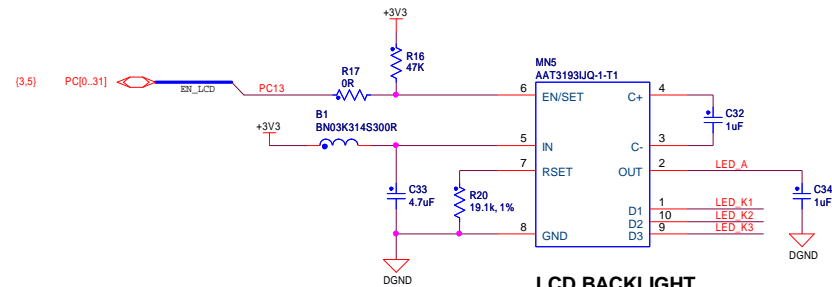 +3V3
MN5
AAT3193IJQ-1-T1
R16
47K
R17
0R
{3,5} PC[0..31]
EN_LCD
PC13
6 EN/SET C+ 4
C32
1uF
B1
BN03K314S300R
+3V3
5 IN C- 3
7 RSET OUT 2 LED_A
C33
4.7uF
R20
19.1k, 1%
C34
1uF
D1 1 LED_K1
D2 10 LED_K2
8 GND D3 9 LED_K3
DGND
DGND
LCD BACKLIGHT